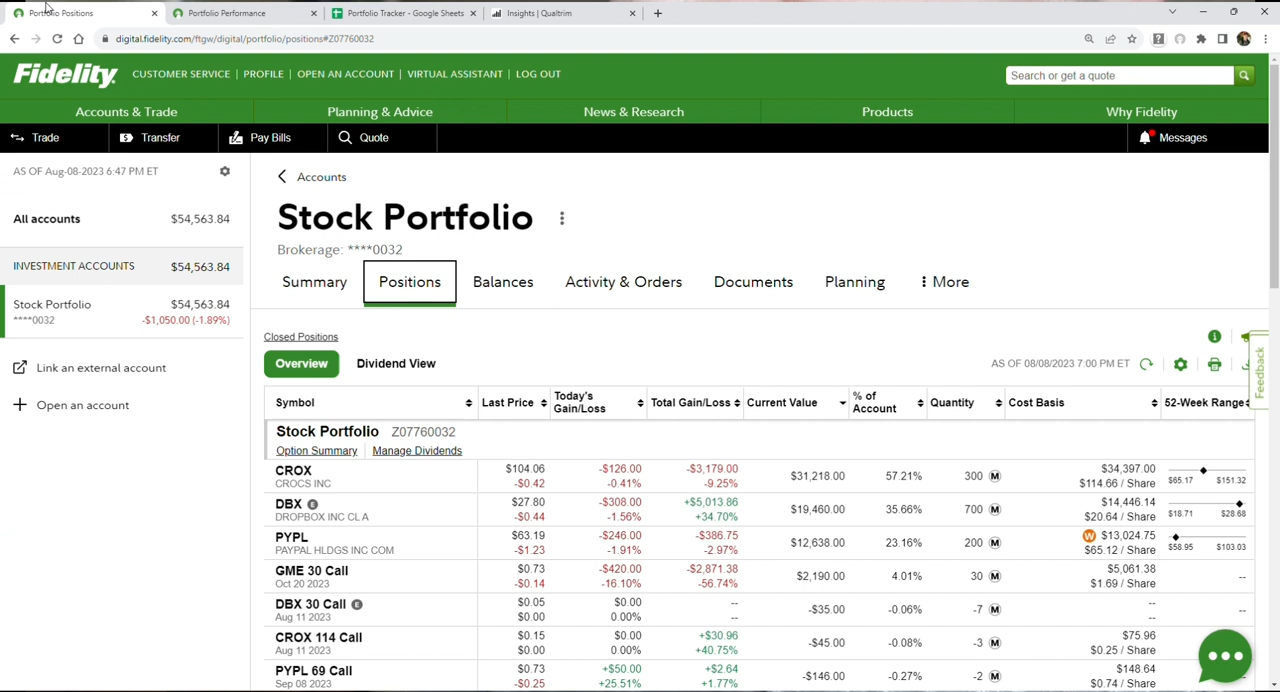 Portfolio Positions
Portfolio Performance
Portfolio Tracker - Google Sheets
Insights | Qualtrim
digital.fidelity.com/ftgw/digital/portfolio/positions#Z07760032
Fidelity
CUSTOMER SERVICE | PROFILE | OPEN AN ACCOUNT | VIRTUAL ASSISTANT | LOG OUT
Search or get a quote
Accounts & Trade Planning & Advice News & Research Products Why Fidelity
Trade Transfer Pay Bills Quote Messages
AS OF Aug-08-2023 6:47 PM ET
All accounts $54,563.84
INVESTMENT ACCOUNTS $54,563.84
Stock Portfolio $54,563.84
****0032 -$1,050.00 (-1.89%)
Link an external account
Open an account
Accounts
Stock Portfolio
Brokerage: ****0032
Summary Positions Balances Activity & Orders Documents Planning More
Closed Positions
Overview Dividend View AS OF 08/08/2023 7:00 PM ET
Feedback
Symbol Last Price Today's Gain/Loss Total Gain/Loss Current Value % of Account Quantity Cost Basis 52-Week Range
Stock Portfolio Z07760032
Option Summary Manage Dividends
CROX $104.06 -$126.00 -$3,179.00 $31,218.00 57.21% 300 M $34,397.00
CROCS INC -$0.42 -0.41% -9.25% $114.66 / Share $65.17 $151.32
DBX E $27.80 -$308.00 +$5,013.86 $19,460.00 35.66% 700 M $14,446.14
DROPBOX INC CL A -$0.44 -1.56% +34.70% $20.64 / Share $18.71 $28.68
PYPL $63.19 -$246.00 -$386.75 $12,638.00 23.16% 200 M W $13,024.75
PAYPAL HLDGS INC COM -$1.23 -1.91% -2.97% $65.12 / Share $58.95 $103.03
GME 30 Call $0.73 -$420.00 -$2,871.38 $2,190.00 4.01% 30 M $5,061.38 --
Oct 20 2023 -$0.14 -16.10% -56.74% $1.69 / Share
DBX 30 Call E $0.05 $0.00 -- -$35.00 -0.06% -7 M -- --
Aug 11 2023 $0.00 0.00% -- --
CROX 114 Call $0.15 $0.00 +$30.96 -$45.00 -0.08% -3 M $75.96 --
Aug 11 2023 $0.00 0.00% +40.75% $0.25 / Share
PYPL 69 Call $0.73 +$50.00 +$2.64 -$146.00 -0.27% -2 M $148.64
Sep 08 2023 -$0.25 +25.51% +1.77% $0.74 / Share